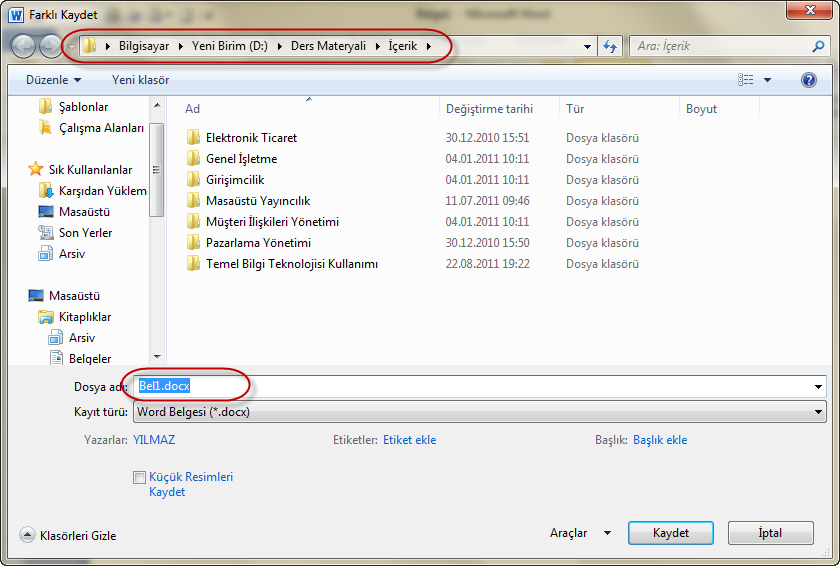 Farklı Kaydet
Bilgisayar Yeni Birim (D:) Ders Materyali İçerik
Ara: İçerik
Düzenle Yeni klasör
Şablonlar
Çalışma Alanları
Sık Kullanılanlar
Karşıdan Yüklem
Masaüstü
Son Yerler
Arşiv
Masaüstü
Kitaplıklar
Arsiv
Belgeler
Ad Değiştirme tarihi Tür Boyut
Elektronik Ticaret 30.12.2010 15:51 Dosya klasörü
Genel İşletme 04.01.2011 10:11 Dosya klasörü
Girişimcilik 04.01.2011 10:11 Dosya klasörü
Masaüstü Yayıncılık 11.07.2011 09:46 Dosya klasörü
Müşteri İlişkileri Yönetimi 04.01.2011 10:11 Dosya klasörü
Pazarlama Yönetimi 30.12.2010 15:50 Dosya klasörü
Temel Bilgi Teknolojisi Kullanımı 22.08.2011 19:22 Dosya klasörü
Dosya adı: Bel1.docx
Kayıt türü: Word Belgesi (*.docx)
Yazarlar: YILMAZ Etiketler: Etiket ekle Başlık: Başlık ekle
Küçük Resimleri
Kaydet
Klasörleri Gizle Araçlar Kaydet İptal